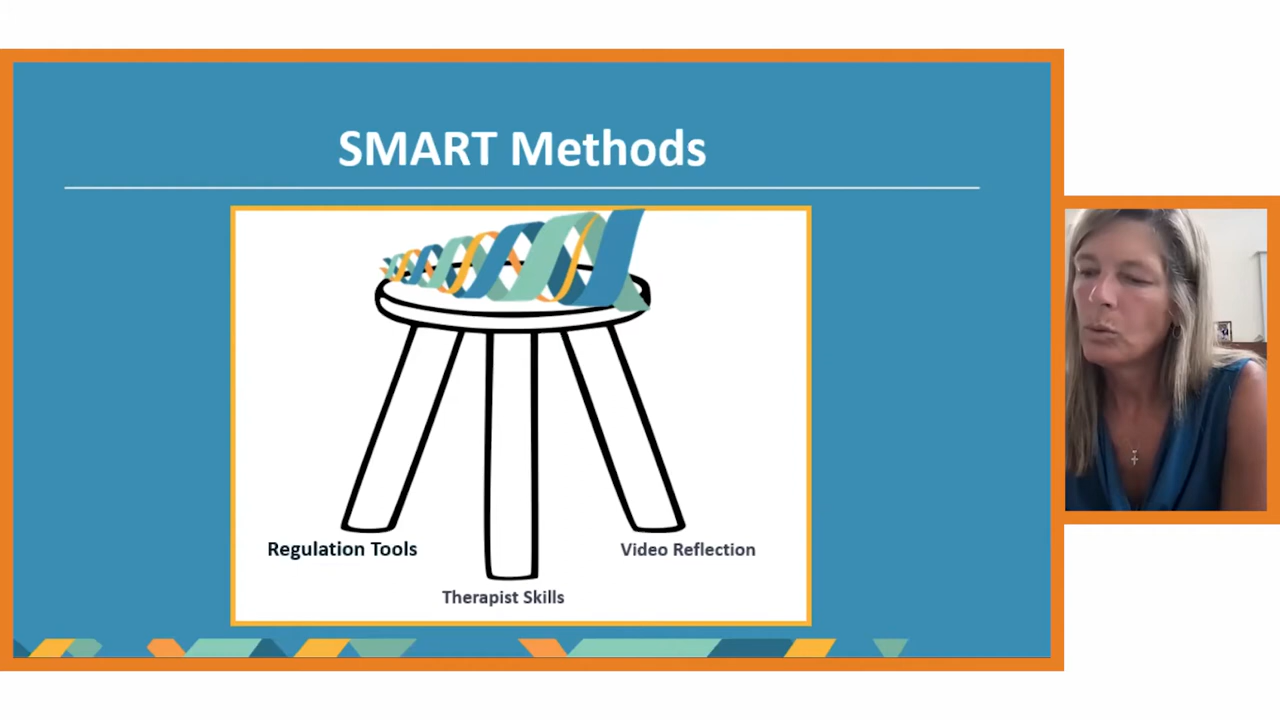 SMART Methods
Regulation Tools
Video Reflection
Therapist Skills